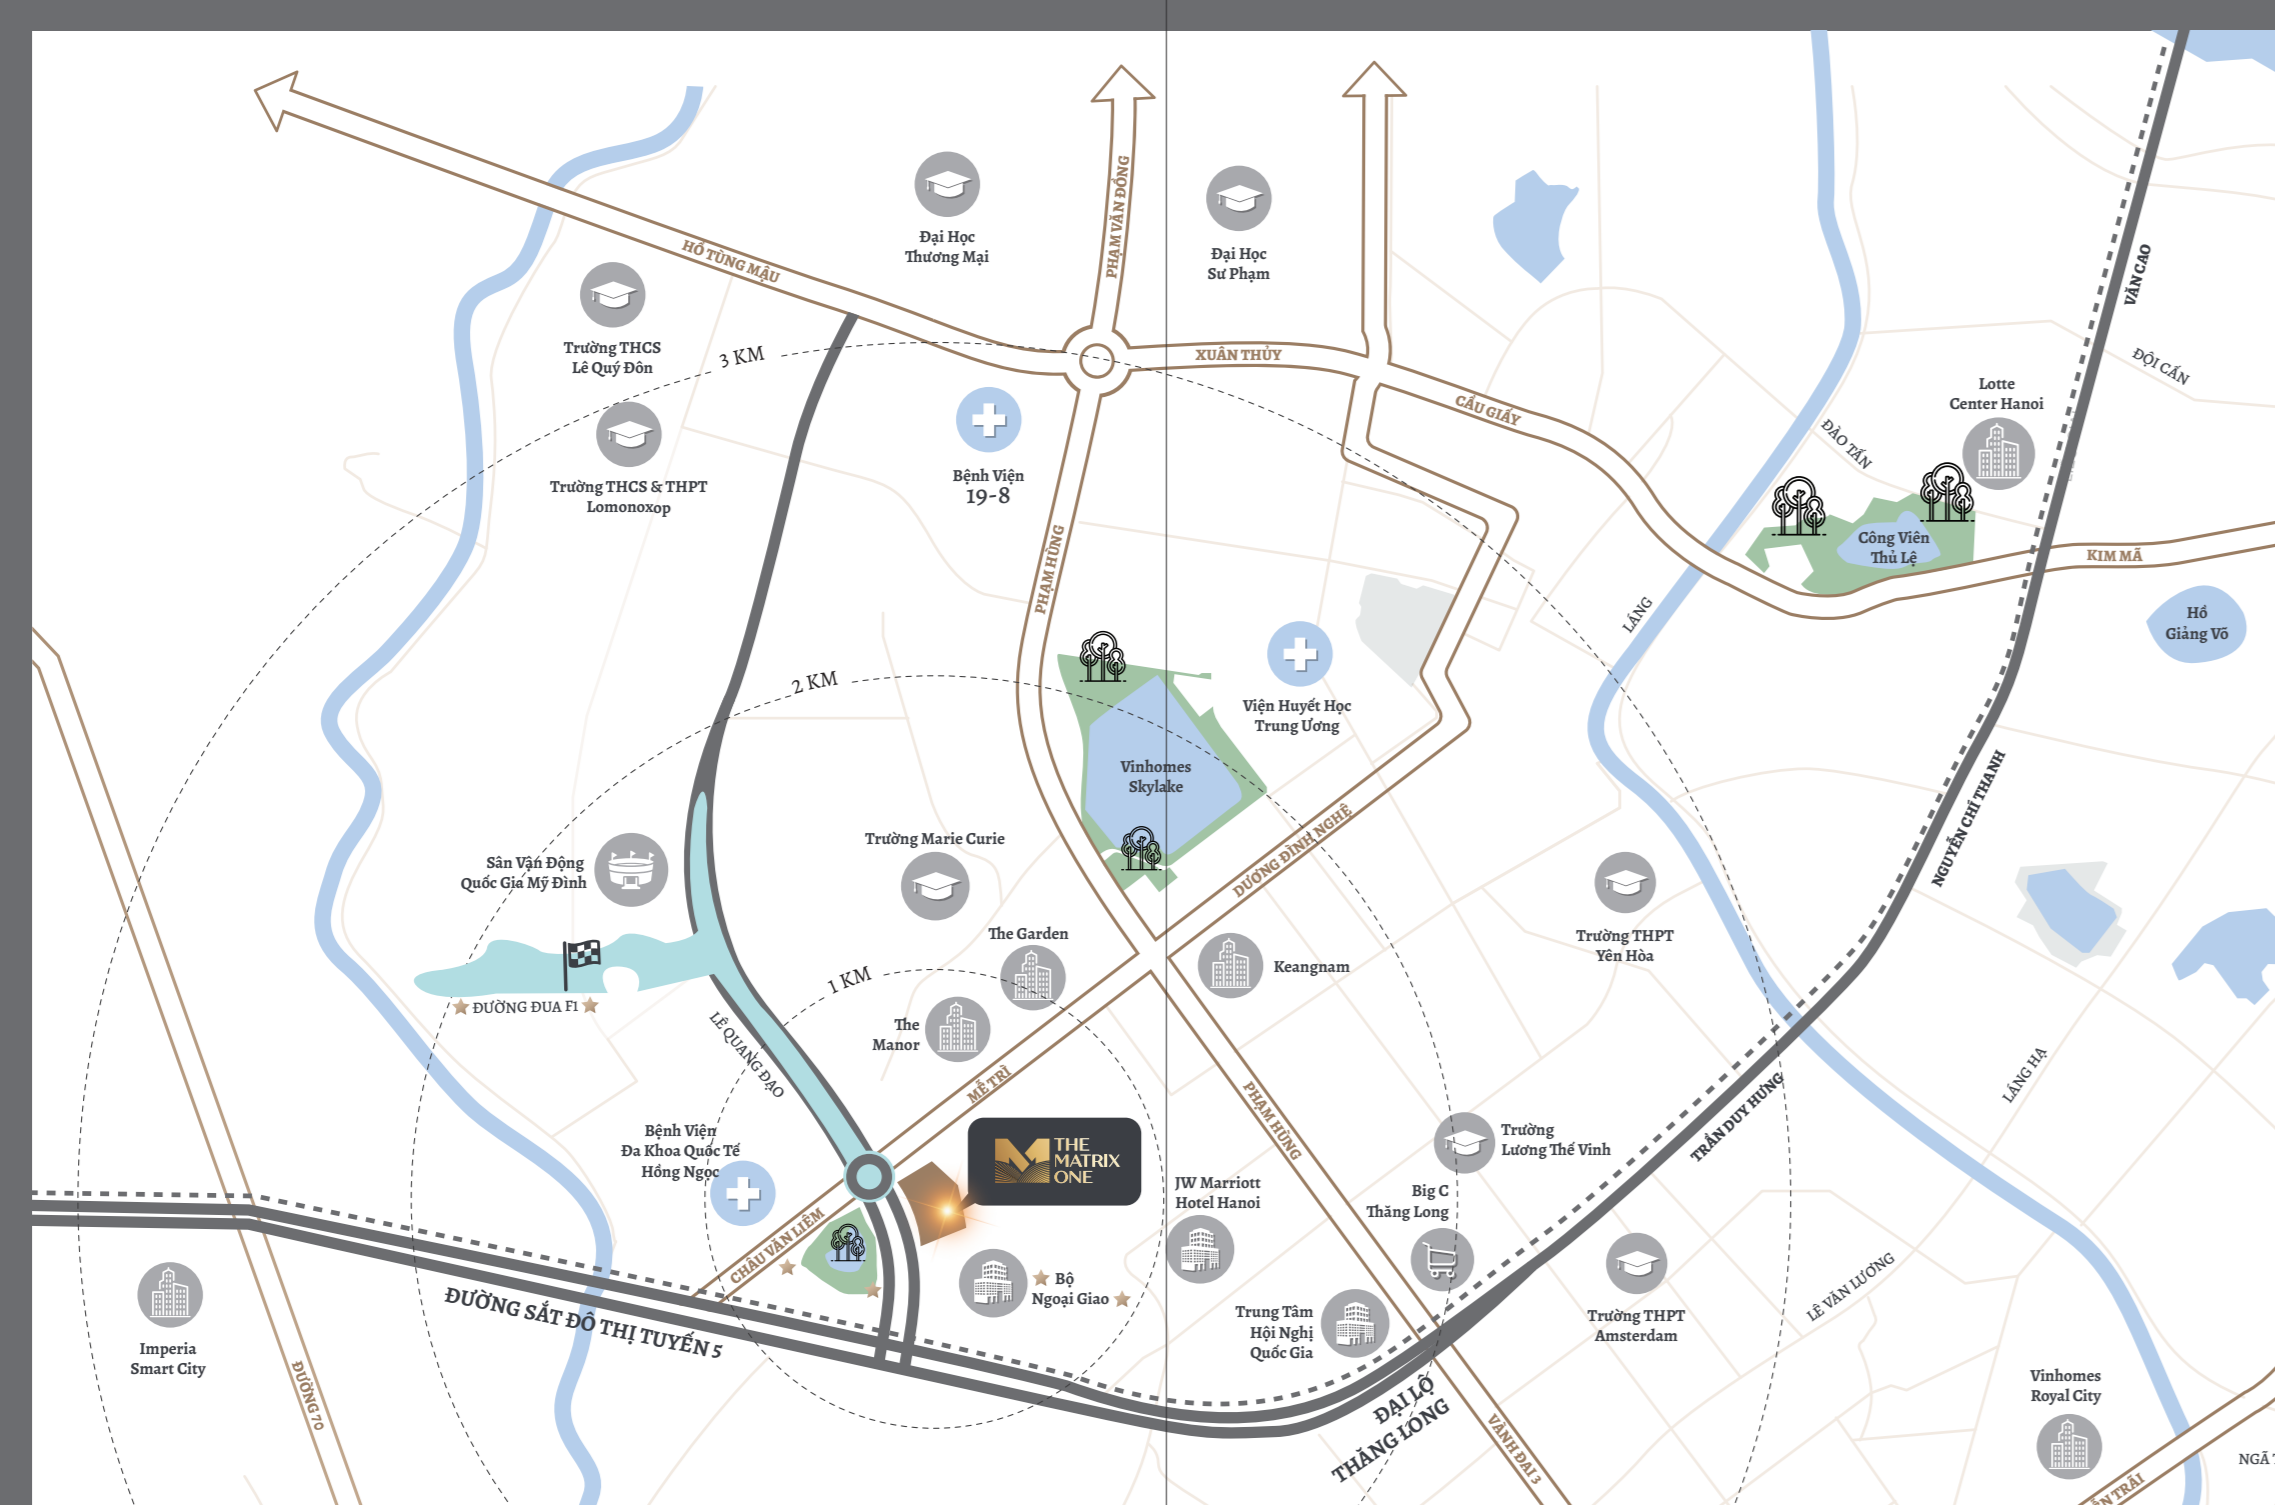 Đại Học
Thương Mại
PHẠM VĂN ĐỒNG
Đại Học
Sư Phạm
HỒ TÙNG MẬU
VĂN CAO
Trường THCS
Lê Quý Đôn
3 KM
XUÂN THỦY
ĐỘI CẤN
Lotte
Center Hanoi
CẦU GIẤY
ĐÀO TẤN
Trường THCS & THPT
Lomonoxop
Bệnh Viện
19-8
Công Viên
Thủ Lệ
KIM MÃ
PHẠM HÙNG
LÁNG
Hồ
Giảng Võ
2 KM
Viện Huyết Học
Trung Ương
Vinhomes
Skylake
NGUYỄN CHÍ THANH
Trường Marie Curie
DƯƠNG ĐÌNH NGHỆ
Sân Vận Động
Quốc Gia Mỹ Đình
The Garden
Keangnam
Trường THPT
Yên Hòa
1 KM
ĐƯỜNG ĐUA F1
The
Manor
LÊ QUANG ĐẠO
MỄ TRÌ
PHẠM HÙNG
LÁNG HẠ
TRẦN DUY HƯNG
Bệnh Viện
Đa Khoa Quốc Tế
Hồng Ngọc
THE
MATRIX
ONE
Trường
Lương Thế Vinh
JW Marriott
Hotel Hanoi
Big C
Thăng Long
CHÂU VĂN LIÊM
Bộ
Ngoại Giao
LÊ VĂN LƯƠNG
ĐƯỜNG SẮT ĐÔ THỊ TUYẾN 5
Trung Tâm
Hội Nghị
Quốc Gia
Trường THPT
Amsterdam
Imperia
Smart City
ĐƯỜNG 70
ĐẠI LỘ
THĂNG LONG
VÀNH ĐAI 3
Vinhomes
Royal City
NGÃ
TRÃI